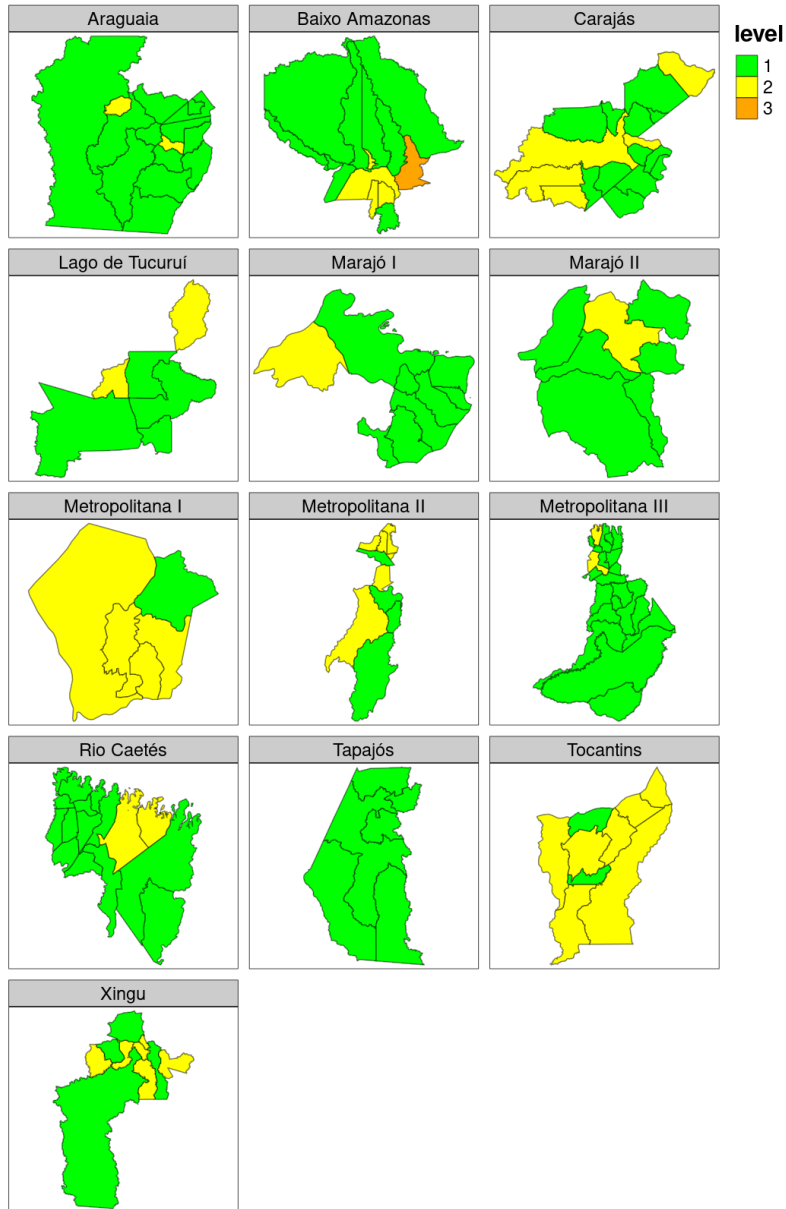 Araguaia
Baixo Amazonas
Carajás
level
1
2
3
Lago de Tucuruí
Marajó I
Marajó II
Metropolitana I
Metropolitana II
Metropolitana III
Rio Caetés
Tapajós
Tocantins
Xingu